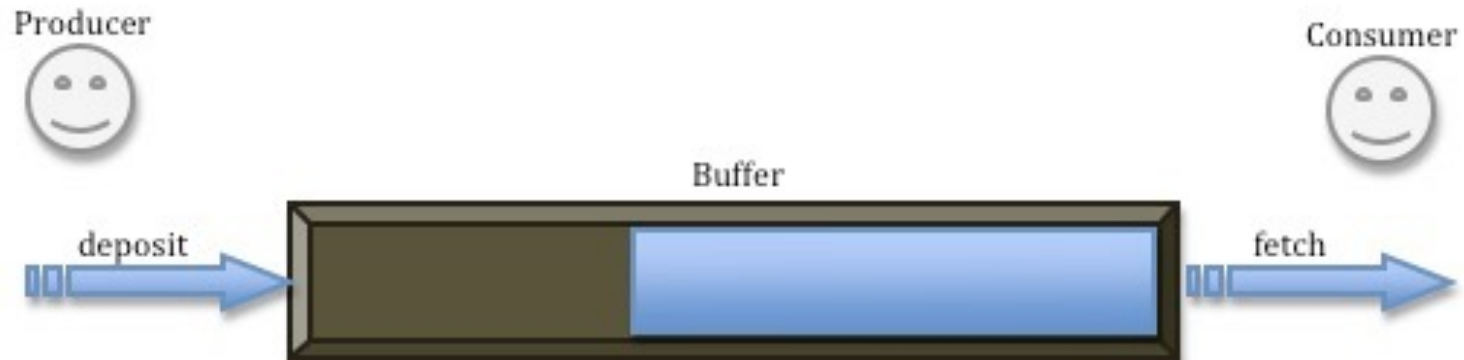 Producer
Consumer
Buffer
deposit
fetch